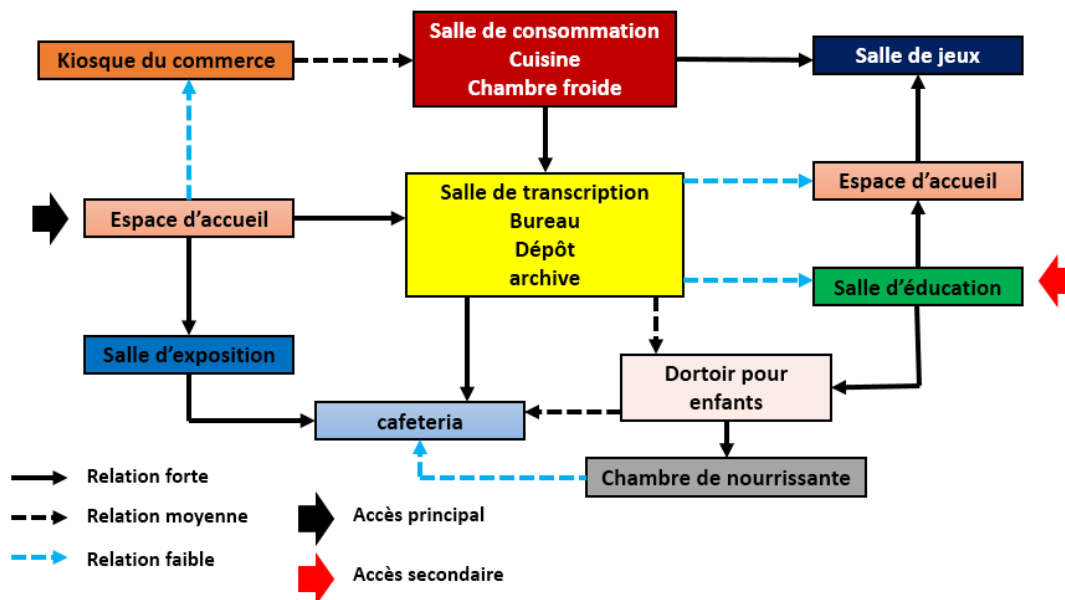 Salle de consommation
Cuisine
Chambre froide
Kiosque du commerce
Salle de jeux
Salle de transcription
Bureau
Dépôt
archive
Espace d'accueil
Espace d’accueil
Salle d’éducation
Salle d’exposition
Dortoir pour
enfants
cafeteria
Chambre de nourrissante
Relation forte
Relation moyenne
Relation faible
Accès principal
Accès secondaire